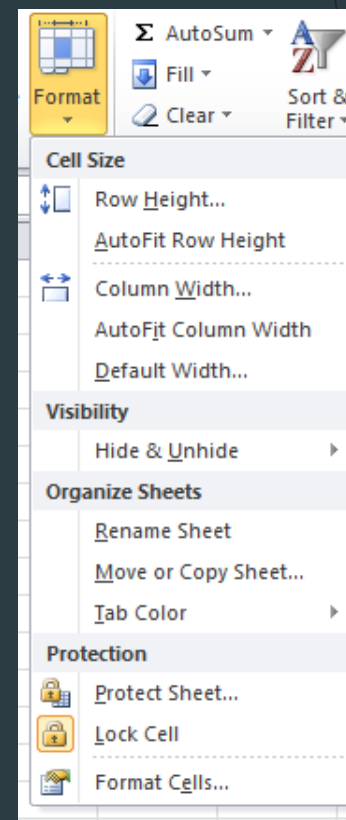 Σ AutoSum
Fill
Clear
Format
A
Z
Sort &
Filter
Cell Size
Row Height...
AutoFit Row Height
Column Width...
AutoFit Column Width
Default Width...
Visibility
Hide & Unhide
Organize Sheets
Rename Sheet
Move or Copy Sheet...
Tab Color
Protection
Protect Sheet...
Lock Cell
Format Cells...